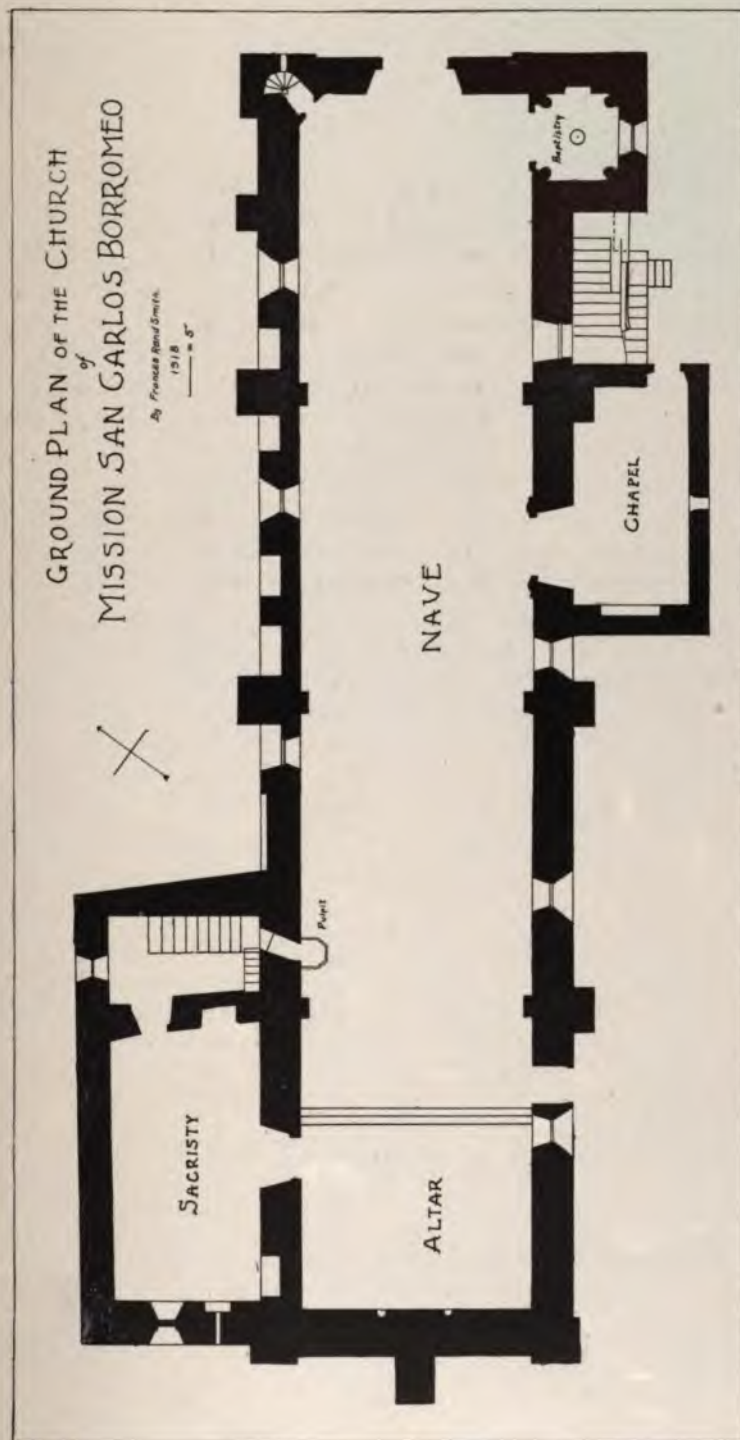 GROUND PLAN OF THE CHURCH
of
MISSION SAN CARLOS BORROMEO
By Frances Rand Smith.
1918
= 5'
Baptistry
CHAPEL
NAVE
Pulpit
SACRISTY
ALTAR